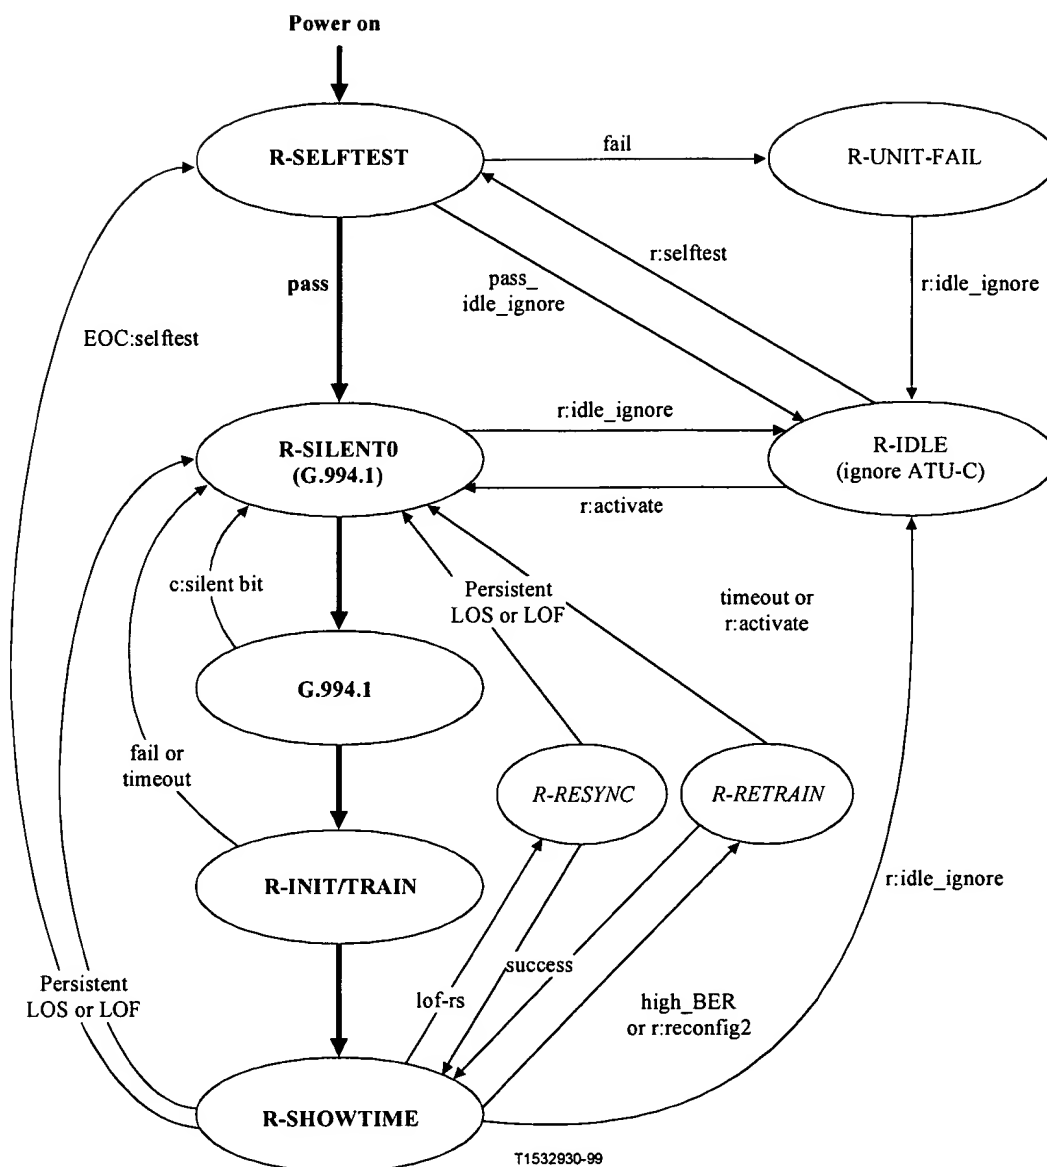 Power on
R-SELFTEST
fail
R-UNIT-FAIL
r:selftest
pass
pass_
idle_ignore
r:idle_ignore
EOC:selftest
R-SILENT0
(G.994.1)
r:idle_ignore
R-IDLE
(ignore ATU-C)
r:activate
c:silent bit
Persistent
LOS or LOF
timeout or
r:activate
G.994.1
fail or
timeout
R-RESYNC
R-RETRAIN
R-INIT/TRAIN
r:idle_ignore
Persistent
LOS or LOF
lof-rs
success
high_BER
or r:reconfig2
R-SHOWTIME
T1532930-99